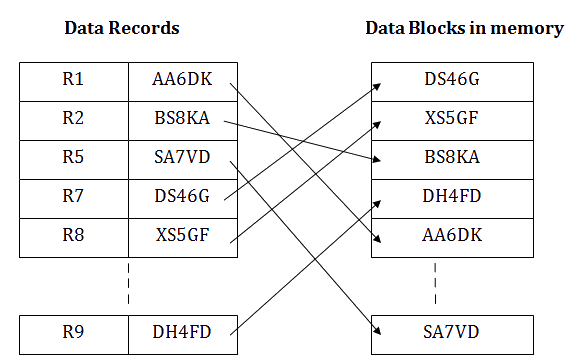 Data Records
Data Blocks in memory
R1 AA6DK
R2 BS8KA
R5 SA7VD
R7 DS46G
R8 XS5GF
R9 DH4FD
DS46G
XS5GF
BS8KA
DH4FD
AA6DK
SA7VD